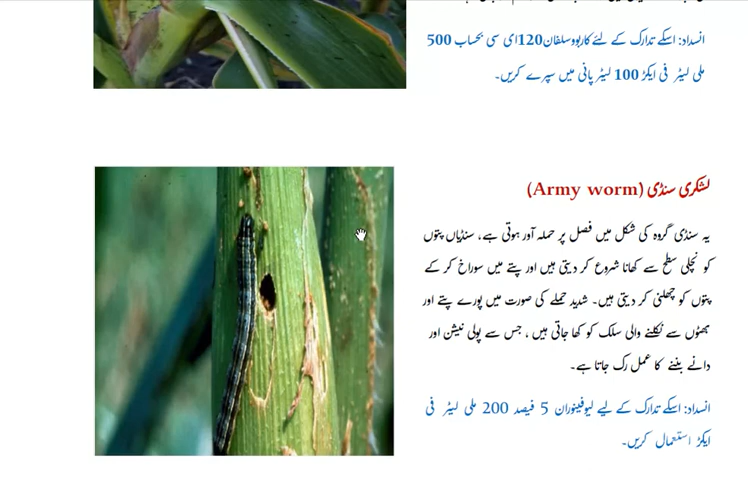 انسداد: اسکے تدارک کے لئے کاربوسلفان120ای سی بحساب 500
ملی لیٹر فی ایکڑ 100 لیٹر پانی میں سپرے کریں۔
لشکری سنڈی (Army worm)
یہ سنڈی گروہ کی شکل میں فصل پر حملہ آور ہوتی ہے، سنڈیاں پتوں
کو نچلی سطح سے کھانا شروع کر دیتی ہیں اور پتے میں سوراخ کر کے
پتوں کو چھلنی کر دیتی ہیں۔ شدید حملے کی صورت میں پورے پتے اور
بھٹوں سے نکلنے والی سلک کو کھا جاتی ہیں، جس سے پولی نیشن اور
دانے بننے کا عمل رک جاتا ہے۔
انسداد: اسکے تدارک کے لیے لیوفینوران 5 فیصد 200 ملی لیٹر فی
ایکڑ استعمال کریں۔